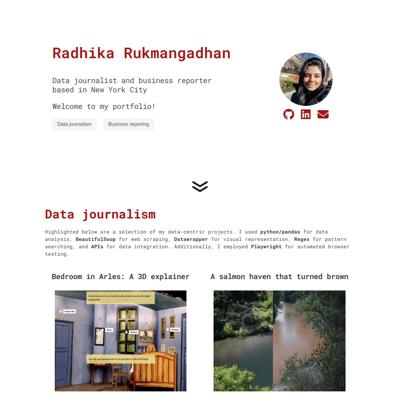 Radhika Rukmangadhan
Data journalist and business reporter
based in New York City
Welcome to my portfolio!
Data journalism
Business reporting
Data journalism
Highlighted below are a selection of my data-centric projects. I used python/pandas for data
analysis, BeautifulSoup for web scraping, Datawrapper for visual representation, Regex for pattern
searching, and APIs for data integration. Additionally, I employed Playwright for automated browser
testing.
Bedroom in Arles: A 3D explainer
A salmon haven that turned brown